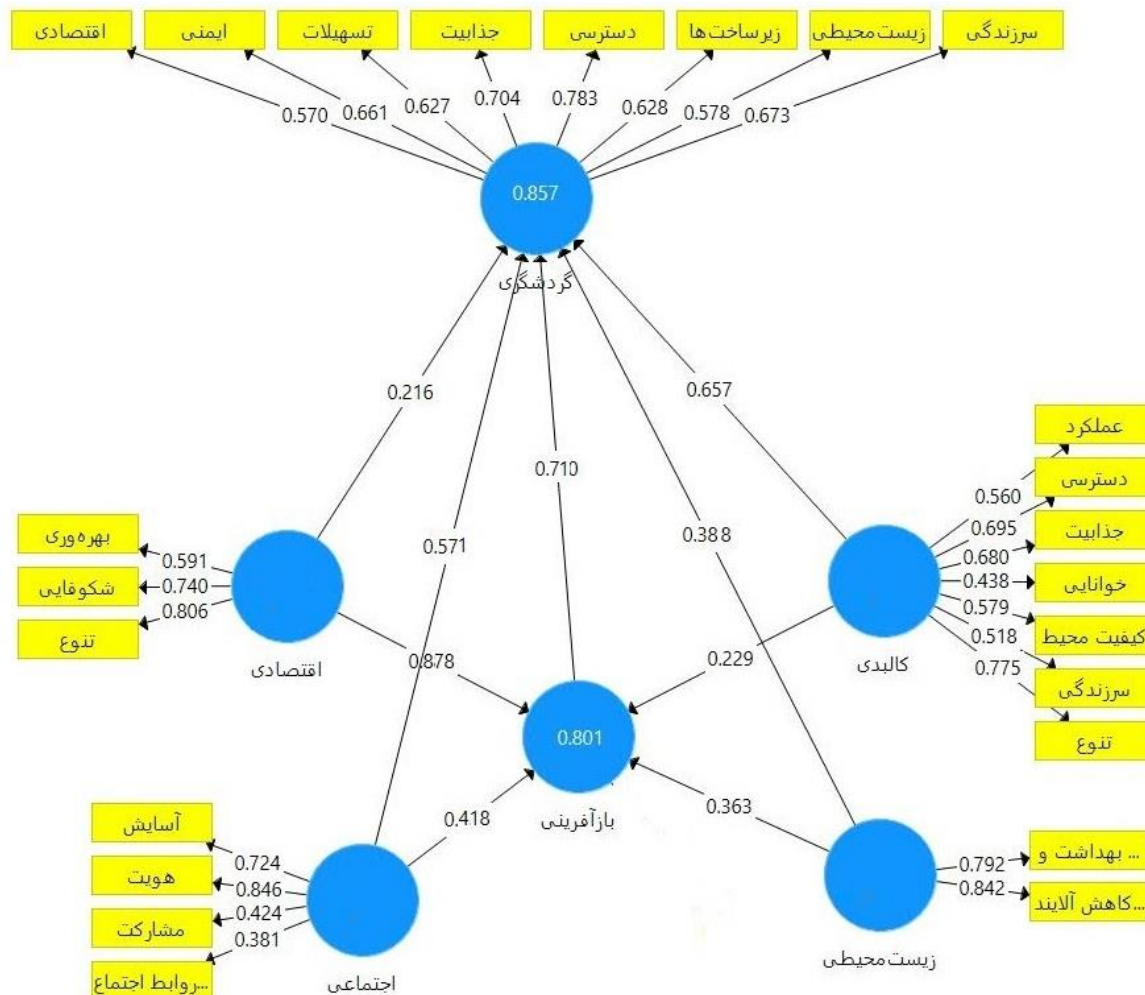 اقتصادی
ایمنی
تسهیلات
جذابیت
دسترسی
زیرساخت‌ها
زیست‌محیطی
سرزندگی
0.570
0.661
0.627
0.704
0.783
0.628
0.578
0.673
0.857
گردشگری
0.216
0.571
0.710
0.388
0.657
بهره‌وری
شکوفایی
تنوع
0.591
0.740
0.806
اقتصادی
عملکرد
دسترسی
جذابیت
خوانایی
کیفیت محیط
سرزندگی
تنوع
0.560
0.695
0.680
0.438
0.579
0.518
0.775
کالبدی
0.878
0.229
0.801
بازآفرینی
0.418
0.363
آسایش
هویت
مشارکت
روابط اجتماع...
0.724
0.846
0.424
0.381
اجتماعی
بهداشت و ...
کاهش آلایند...
0.792
0.842
زیست‌محیطی